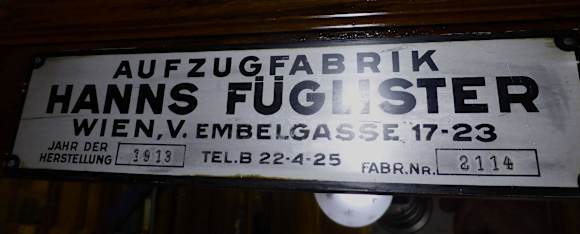 AUFZUGFABRIK
HANNS FÜGLISTER
WIEN, V. EMBELGASSE 17-23
JAHR DER HERSTELLUNG 1913 TEL. B 22-4-25 FABR. NR. 2114